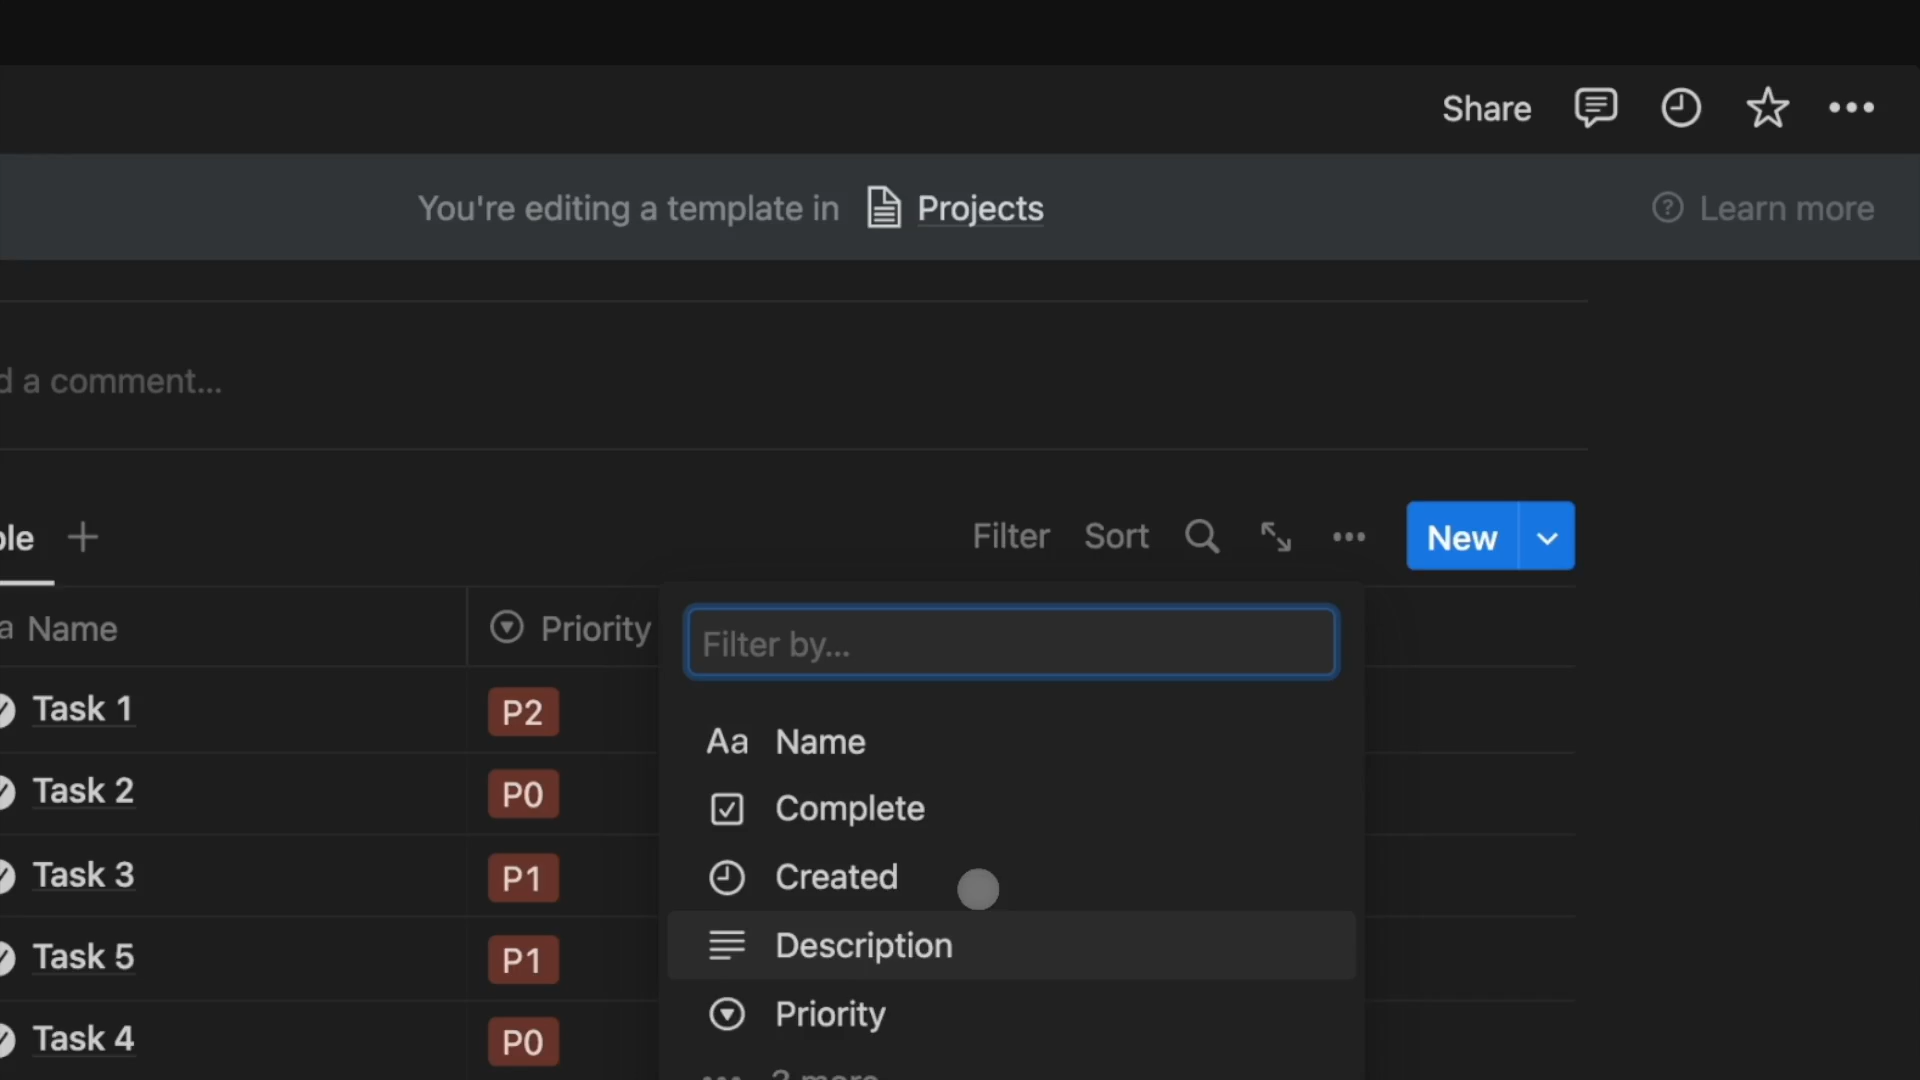 Share
You're editing a template in Projects
Learn more
d a comment...
ble
Filter Sort New
Name Priority
Filter by...
Task 1 P2
Aa Name
Task 2 P0
Complete
Task 3 P1
Created
Task 5 P1
Description
Task 4 P0
Priority